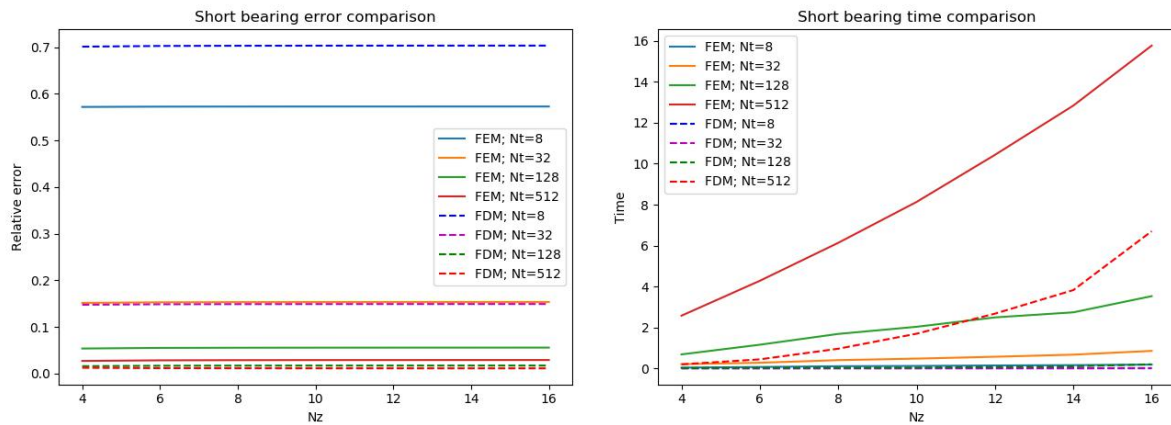 Short bearing error comparison
Relative error
0.7
0.6
0.5
0.4
0.3
0.2
0.1
0.0
FEM; Nt=8
FEM; Nt=32
FEM; Nt=128
FEM; Nt=512
FDM; Nt=8
FDM; Nt=32
FDM; Nt=128
FDM; Nt=512
4 6 8 10 12 14 16
Nz
Short bearing time comparison
Time
16
14
12
10
8
6
4
2
0
FEM; Nt=8
FEM; Nt=32
FEM; Nt=128
FEM; Nt=512
FDM; Nt=8
FDM; Nt=32
FDM; Nt=128
FDM; Nt=512
4 6 8 10 12 14 16
Nz